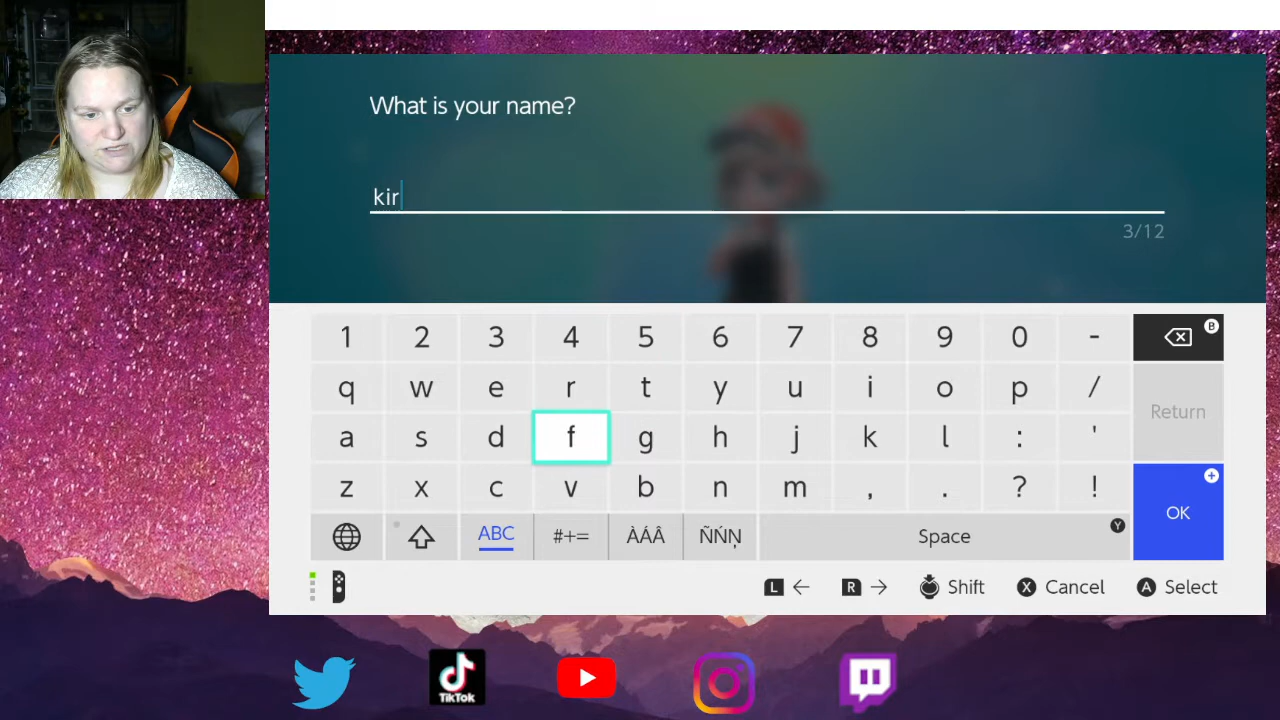 What is your name?
kir
3/12
1 2 3 4 5 6 7 8 9 0 -
B
q w e r t y u i o p /
Return
a s d f g h j k l : '
z x c v b n m , . ? !
+
OK
ABC #+= ÀÁÂ ÑŃŅ Space Y
L ← R → Shift X Cancel A Select
TikTok